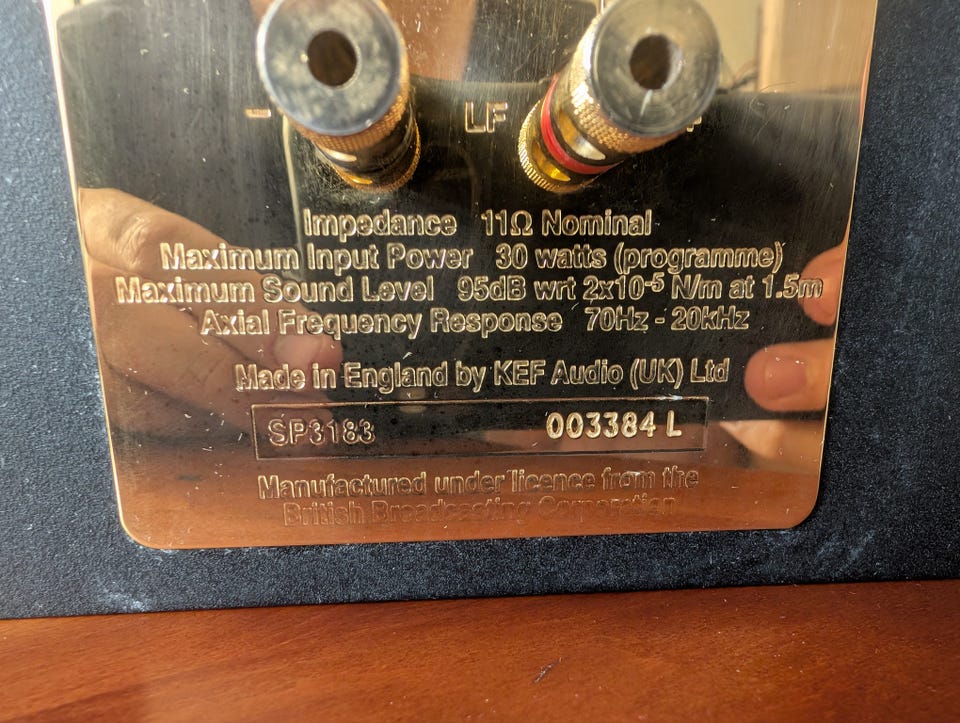 - LF
Impedance 11Ω Nominal
Maximum Input Power 30 watts (programme)
Maximum Sound Level 95dB wrt 2x10⁻⁵ N/m at 1.5m
Axial Frequency Response 70Hz - 20kHz
Made in England by KEF Audio (UK) Ltd
SP3183 003384 L
Manufactured under licence from the
British Broadcasting Corporation